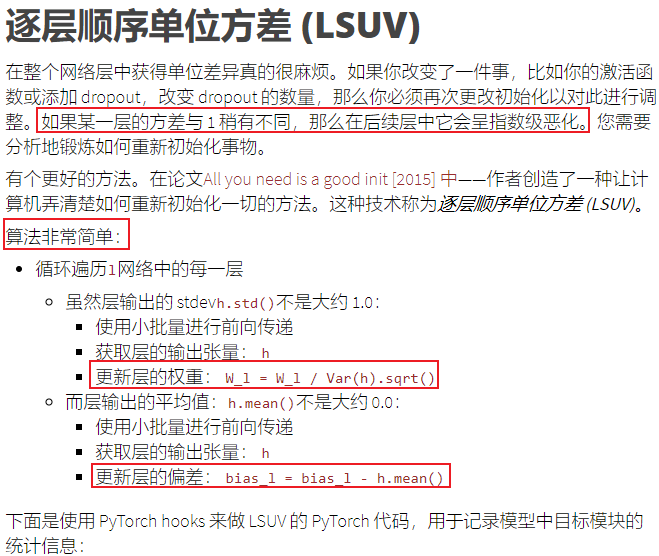 逐层顺序单位方差 (LSUV)
在整个网络层中获得单位差异真的很麻烦。如果你改变了一件事，比如你的激活函
数或添加 dropout，改变 dropout 的数量，那么你必须再次更改初始化以对此进行调
整。如果某一层的方差与 1 稍有不同，那么在后续层中它会呈指数级恶化。您需要
分析地锻炼如何重新初始化事物。
有个更好的方法。在论文All you need is a good init [2015] 中——作者创造了一种让计
算机弄清楚如何重新初始化一切的方法。这种技术称为逐层顺序单位方差 (LSUV)。
算法非常简单：
• 循环遍历l网络中的每一层
虽然层输出的 stdevh.std()不是大约 1.0：
使用小批量进行前向传递
获取层的输出张量：h
更新层的权重：W_l = W_l / Var(h).sqrt()
而层输出的平均值：h.mean()不是大约 0.0：
使用小批量进行前向传递
获取层的输出张量：h
更新层的偏差：bias_l = bias_l - h.mean()
下面是使用 PyTorch hooks 来做 LSUV 的 PyTorch 代码，用于记录模型中目标模块的
统计信息：